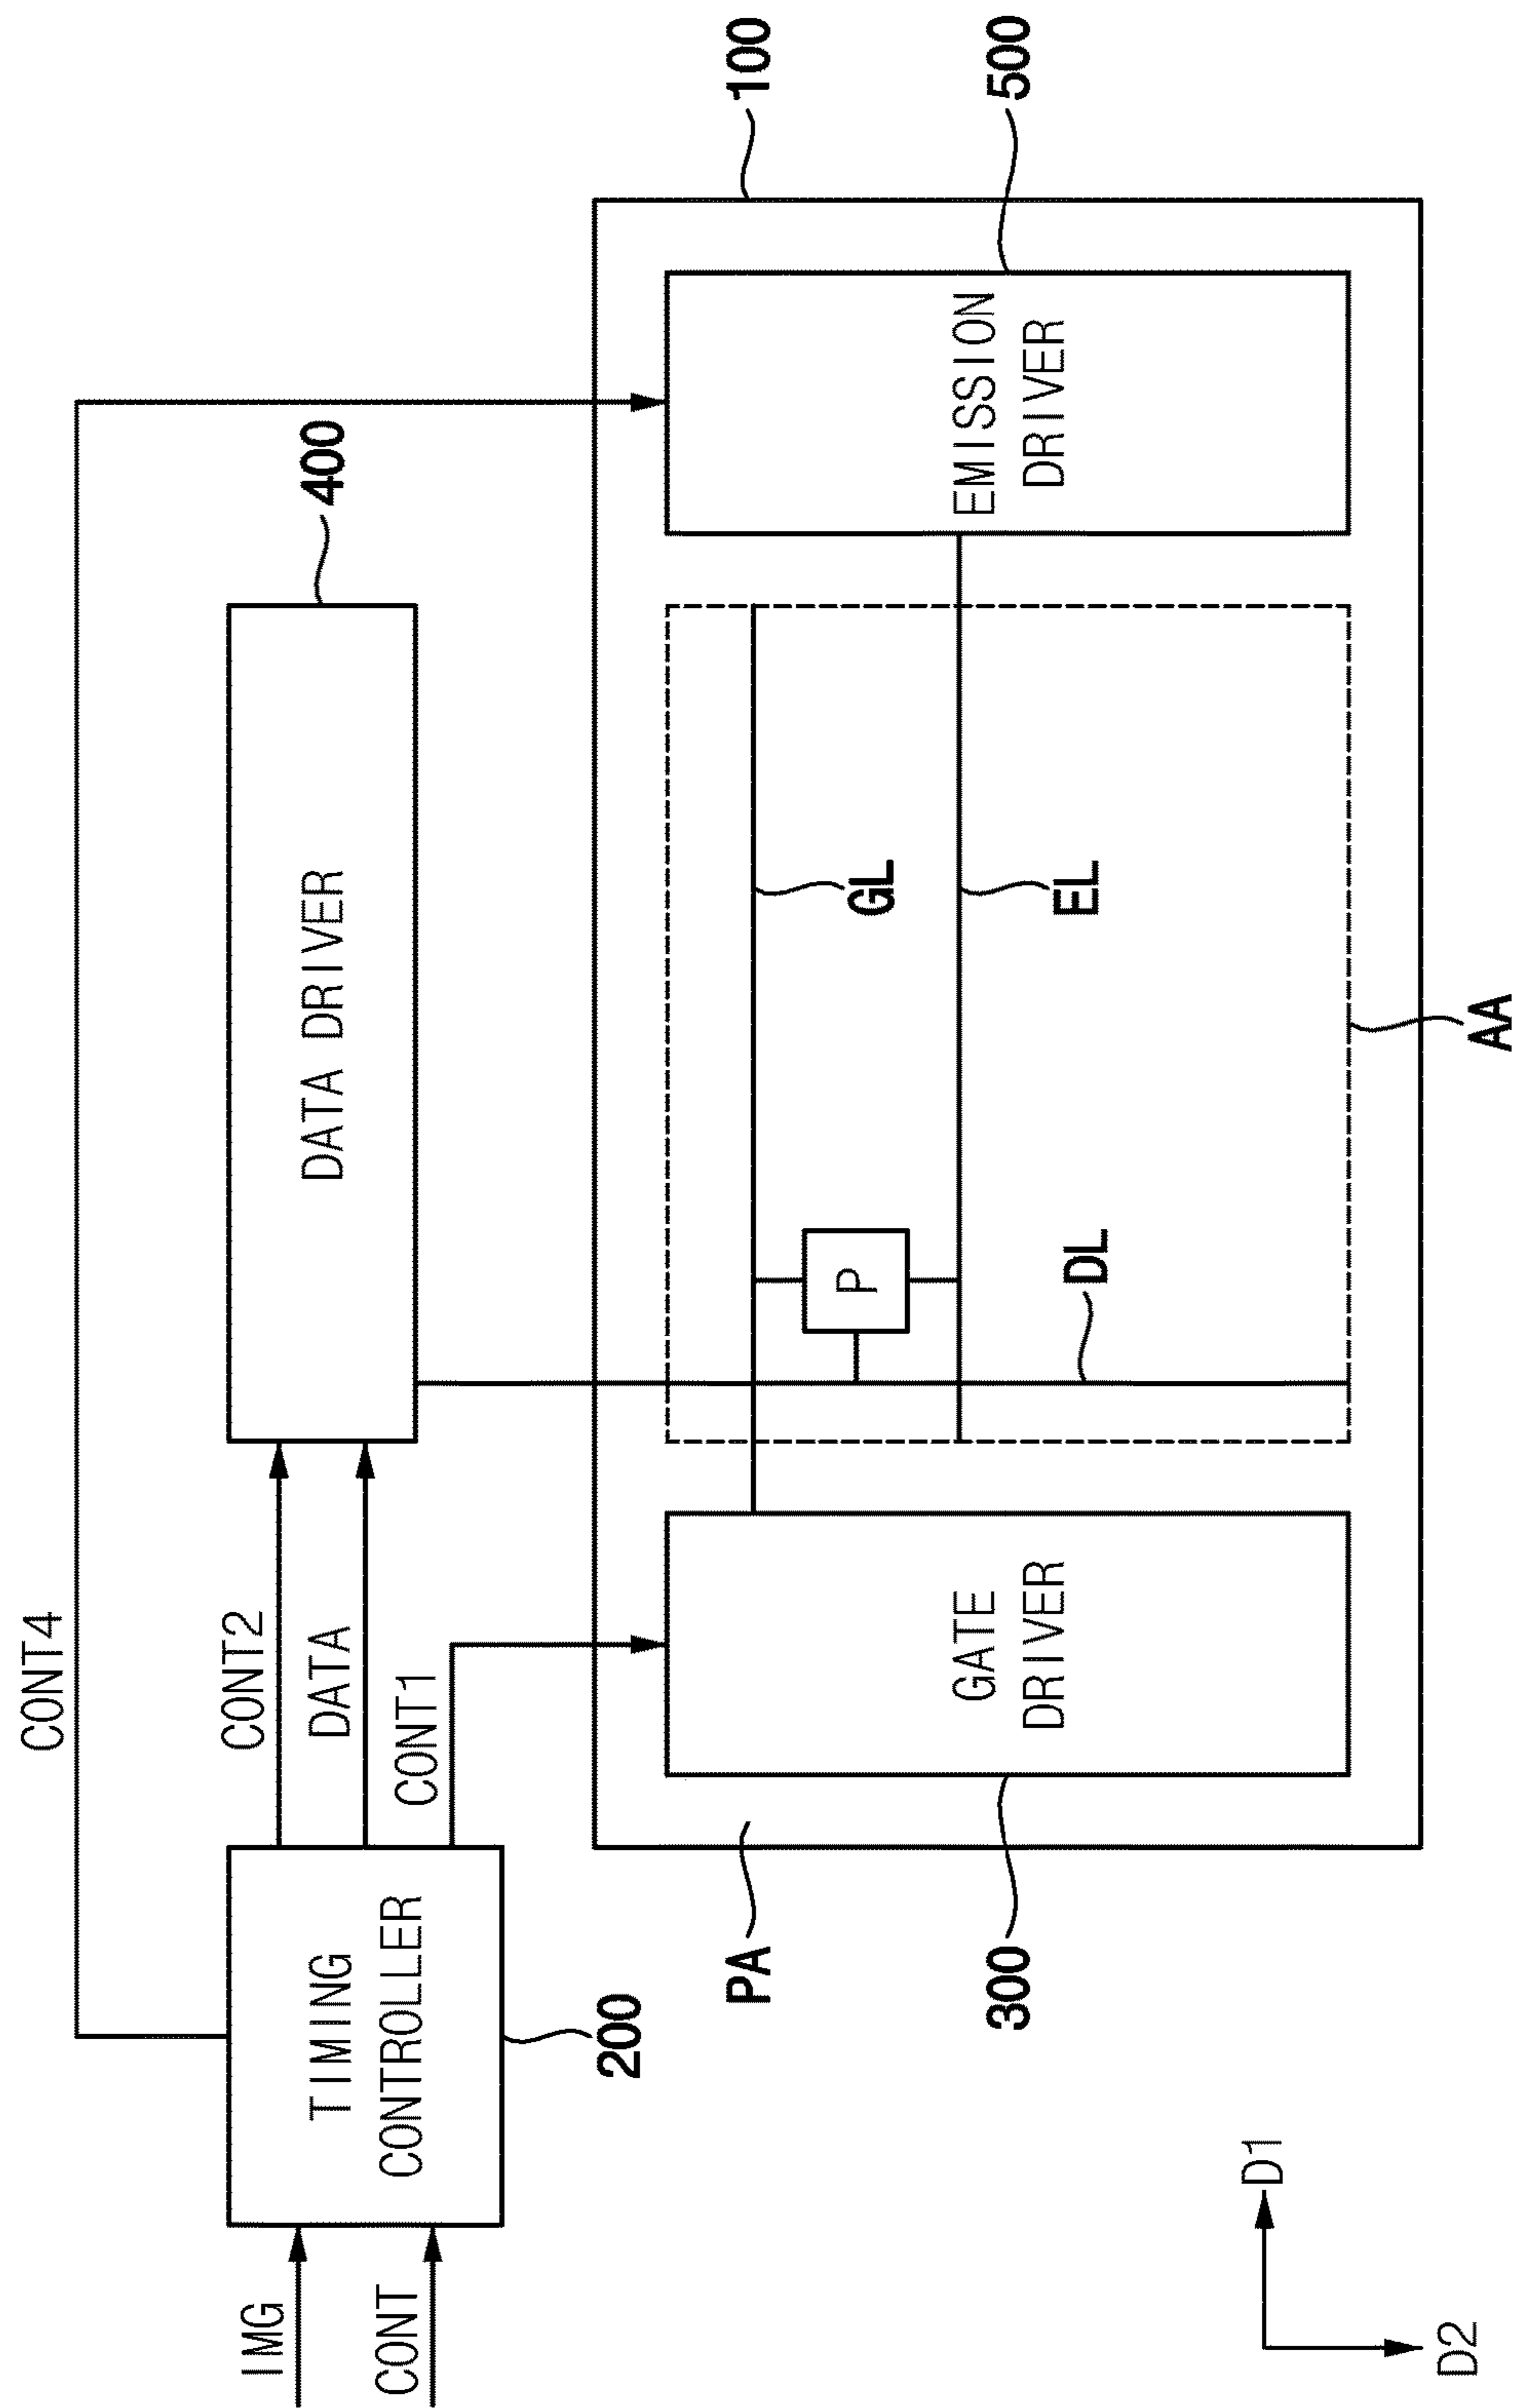 CONT4
400
100
IMG
TIMING
CONTROLLER
CONT2
DATA
DATA DRIVER
CONT
CONT1
200
PA
GL
P
GATE
DRIVER
EL
EMISSION
DRIVER
300
500
DL
D1
D2
AA